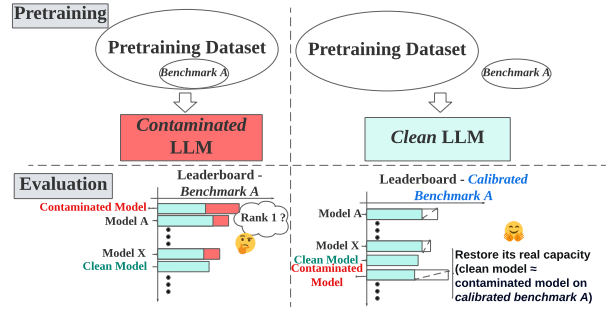 Pretraining
Pretraining Dataset
Benchmark A
Contaminated
LLM
Pretraining Dataset
Benchmark A
Clean LLM
Evaluation
Leaderboard -
Benchmark A
Contaminated Model
Model A
Rank 1 ?
Model X
Clean Model
Leaderboard - Calibrated
Benchmark A
Model A
Model X
Clean Model
Contaminated
Model
Restore its real capacity
(clean model ≈
contaminated model on
calibrated benchmark A)